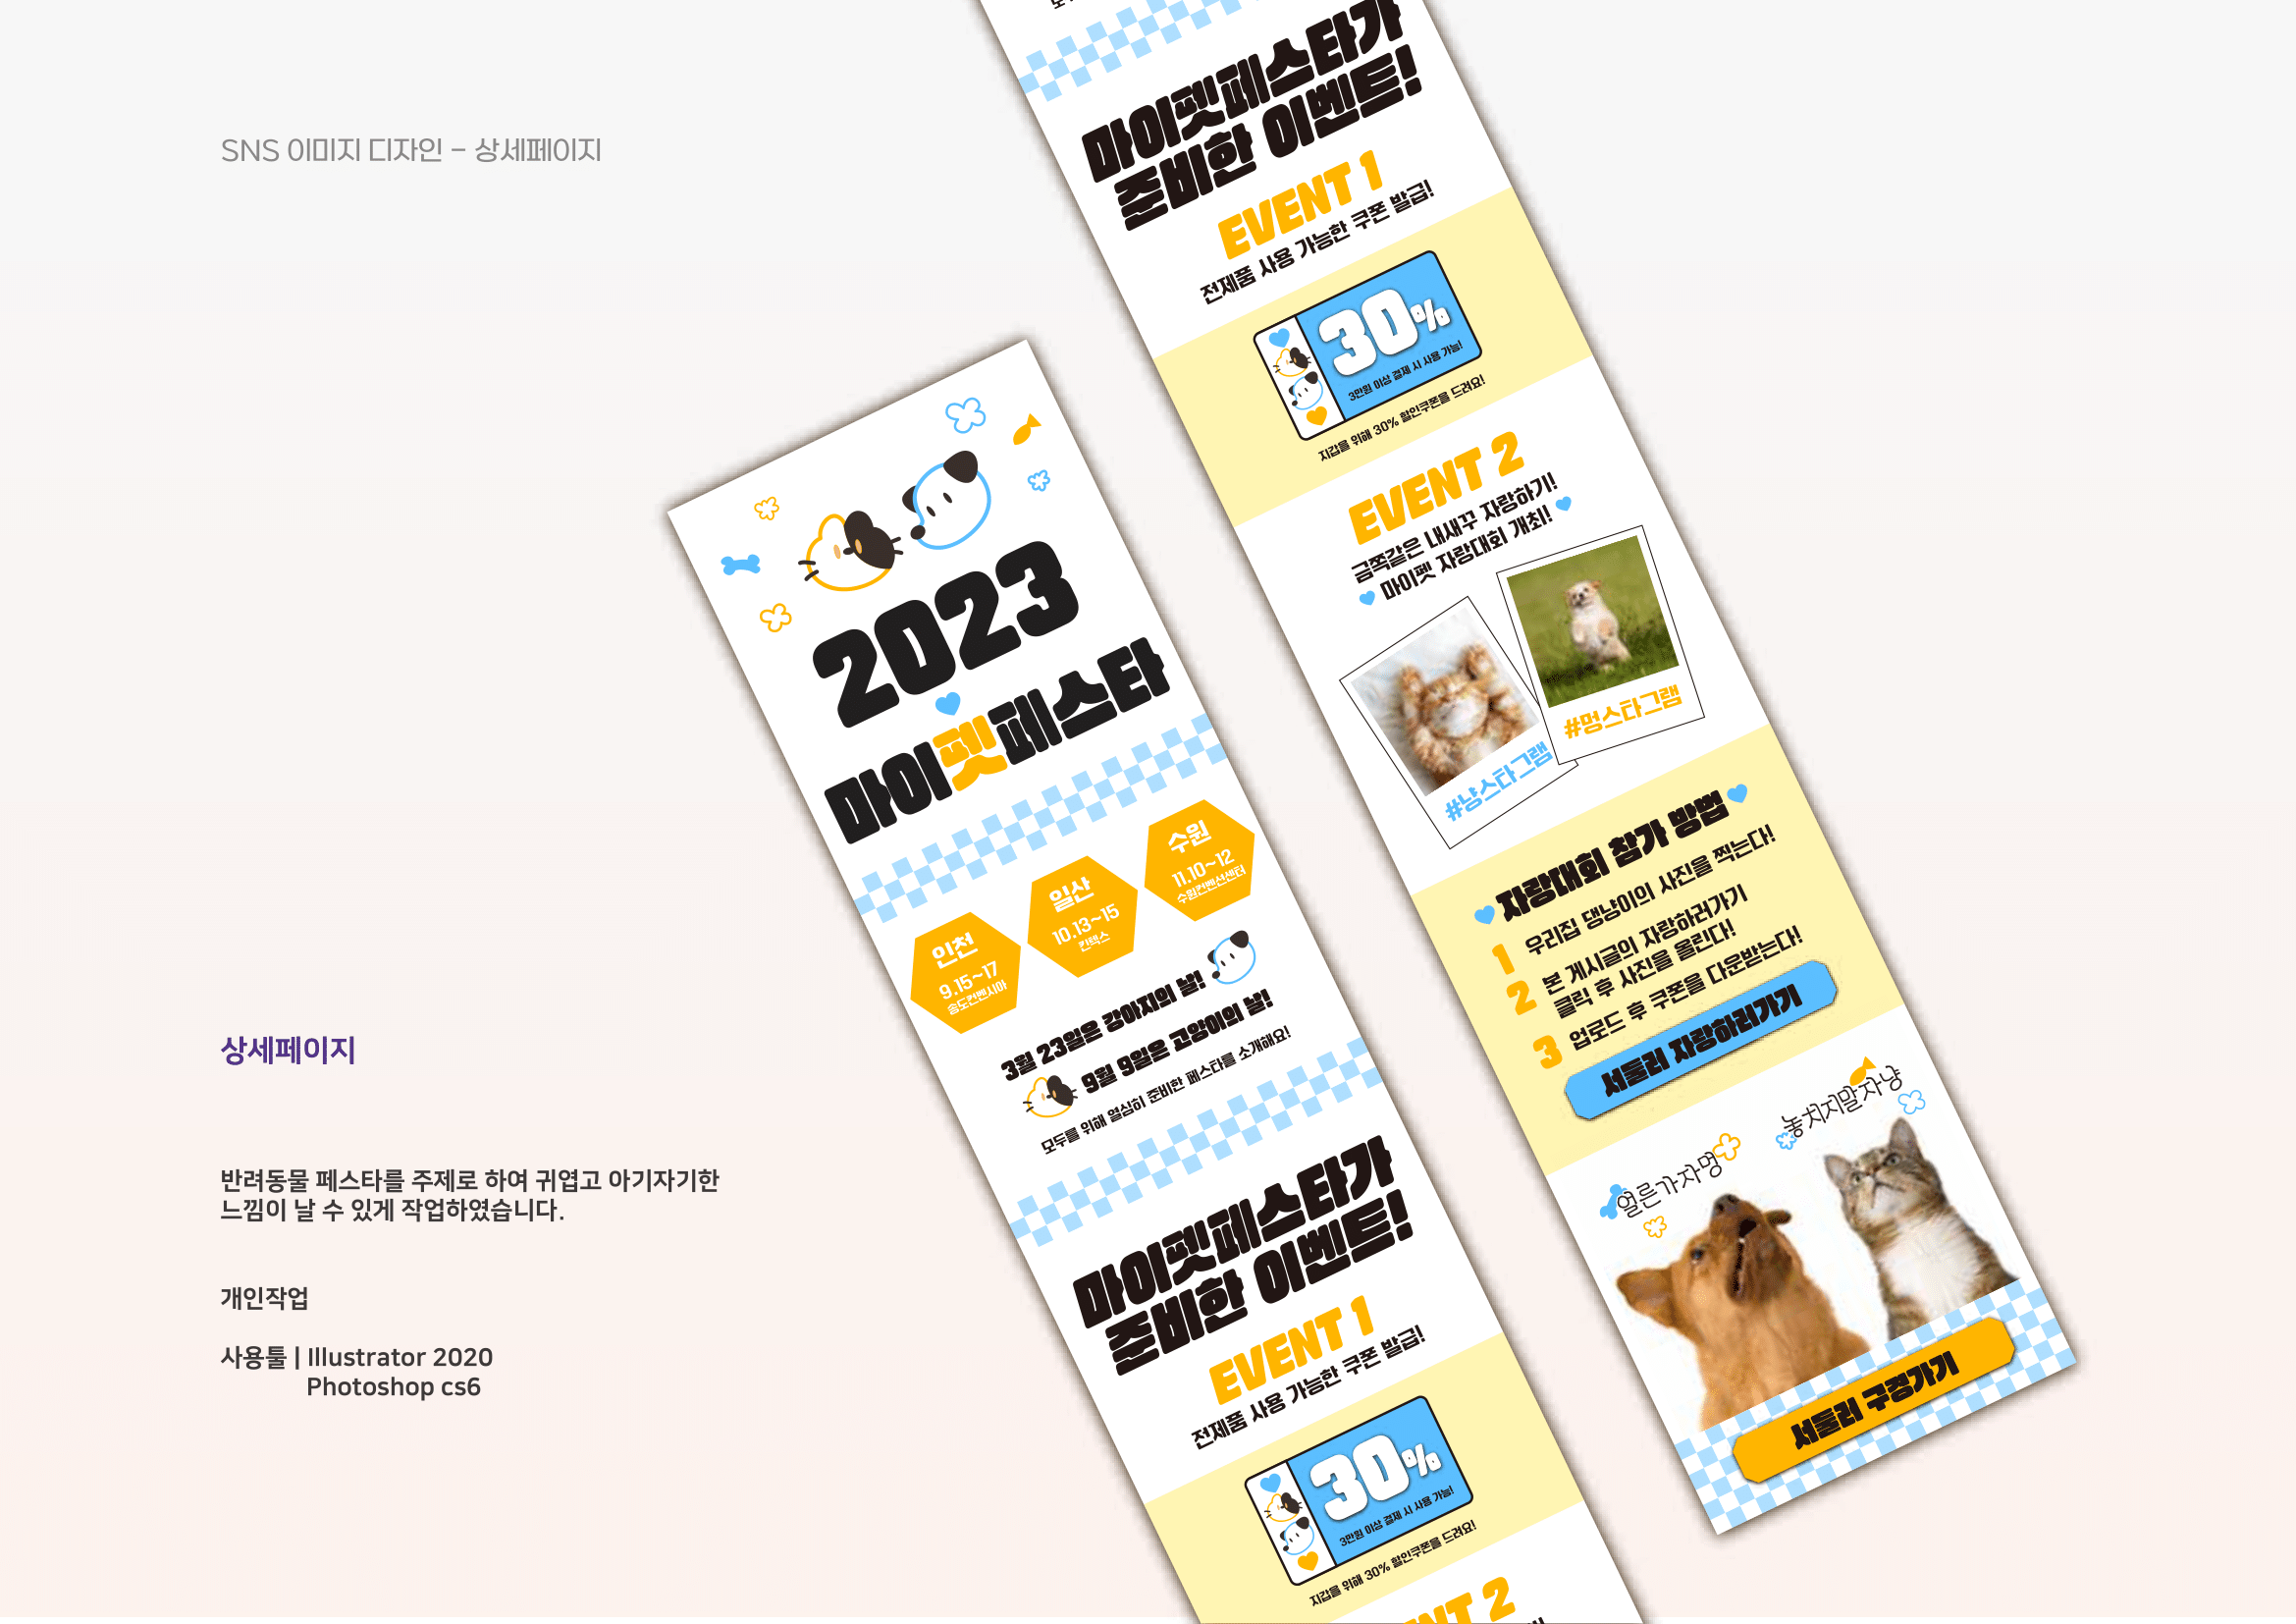 SNS 이미지 디자인 - 상세페이지
상세페이지
반려동물 페스타를 주제로 하여 귀엽고 아기자기한
느낌이 날 수 있게 작업하였습니다.
개인작업
사용툴 | Illustrator 2020
Photoshop cs6
2023
마이펫페스타
인천
9.15~17
송도컨벤시아
일산
10.13~15
킨텍스
수원
11.10~12
수원컨벤션센터
3월 23일은 강아지의 날!
9월 9일은 고양이의 날!
모두를 위해 열심히 준비한 페스타를 소개해요!
마이펫페스타가
준비한 이벤트!
EVENT 1
전제품 사용 가능한 쿠폰 발급!
30%
3만원 이상 결제 시 사용 가능!
지갑을 위해 30% 할인쿠폰을 드려요!
마이펫페스타가
준비한 이벤트!
EVENT 1
전제품 사용 가능한 쿠폰 발급!
30%
3만원 이상 결제 시 사용 가능!
지갑을 위해 30% 할인쿠폰을 드려요!
EVENT 2
금쪽같은 내새꾸 자랑하기!
마이펫 자랑대회 개최!
#냥스타그램
#멍스타그램
자랑대회 참가 방법
1 우리집 댕냥이의 사진을 찍는다!
2 본 게시글의 자랑하러가기
클릭 후 사진을 올린다!
3 업로드 후 쿠폰을 다운받는다!
서둘러 자랑하러가기
얼른가자멍
놓치지말자냥
서둘러 구경가기